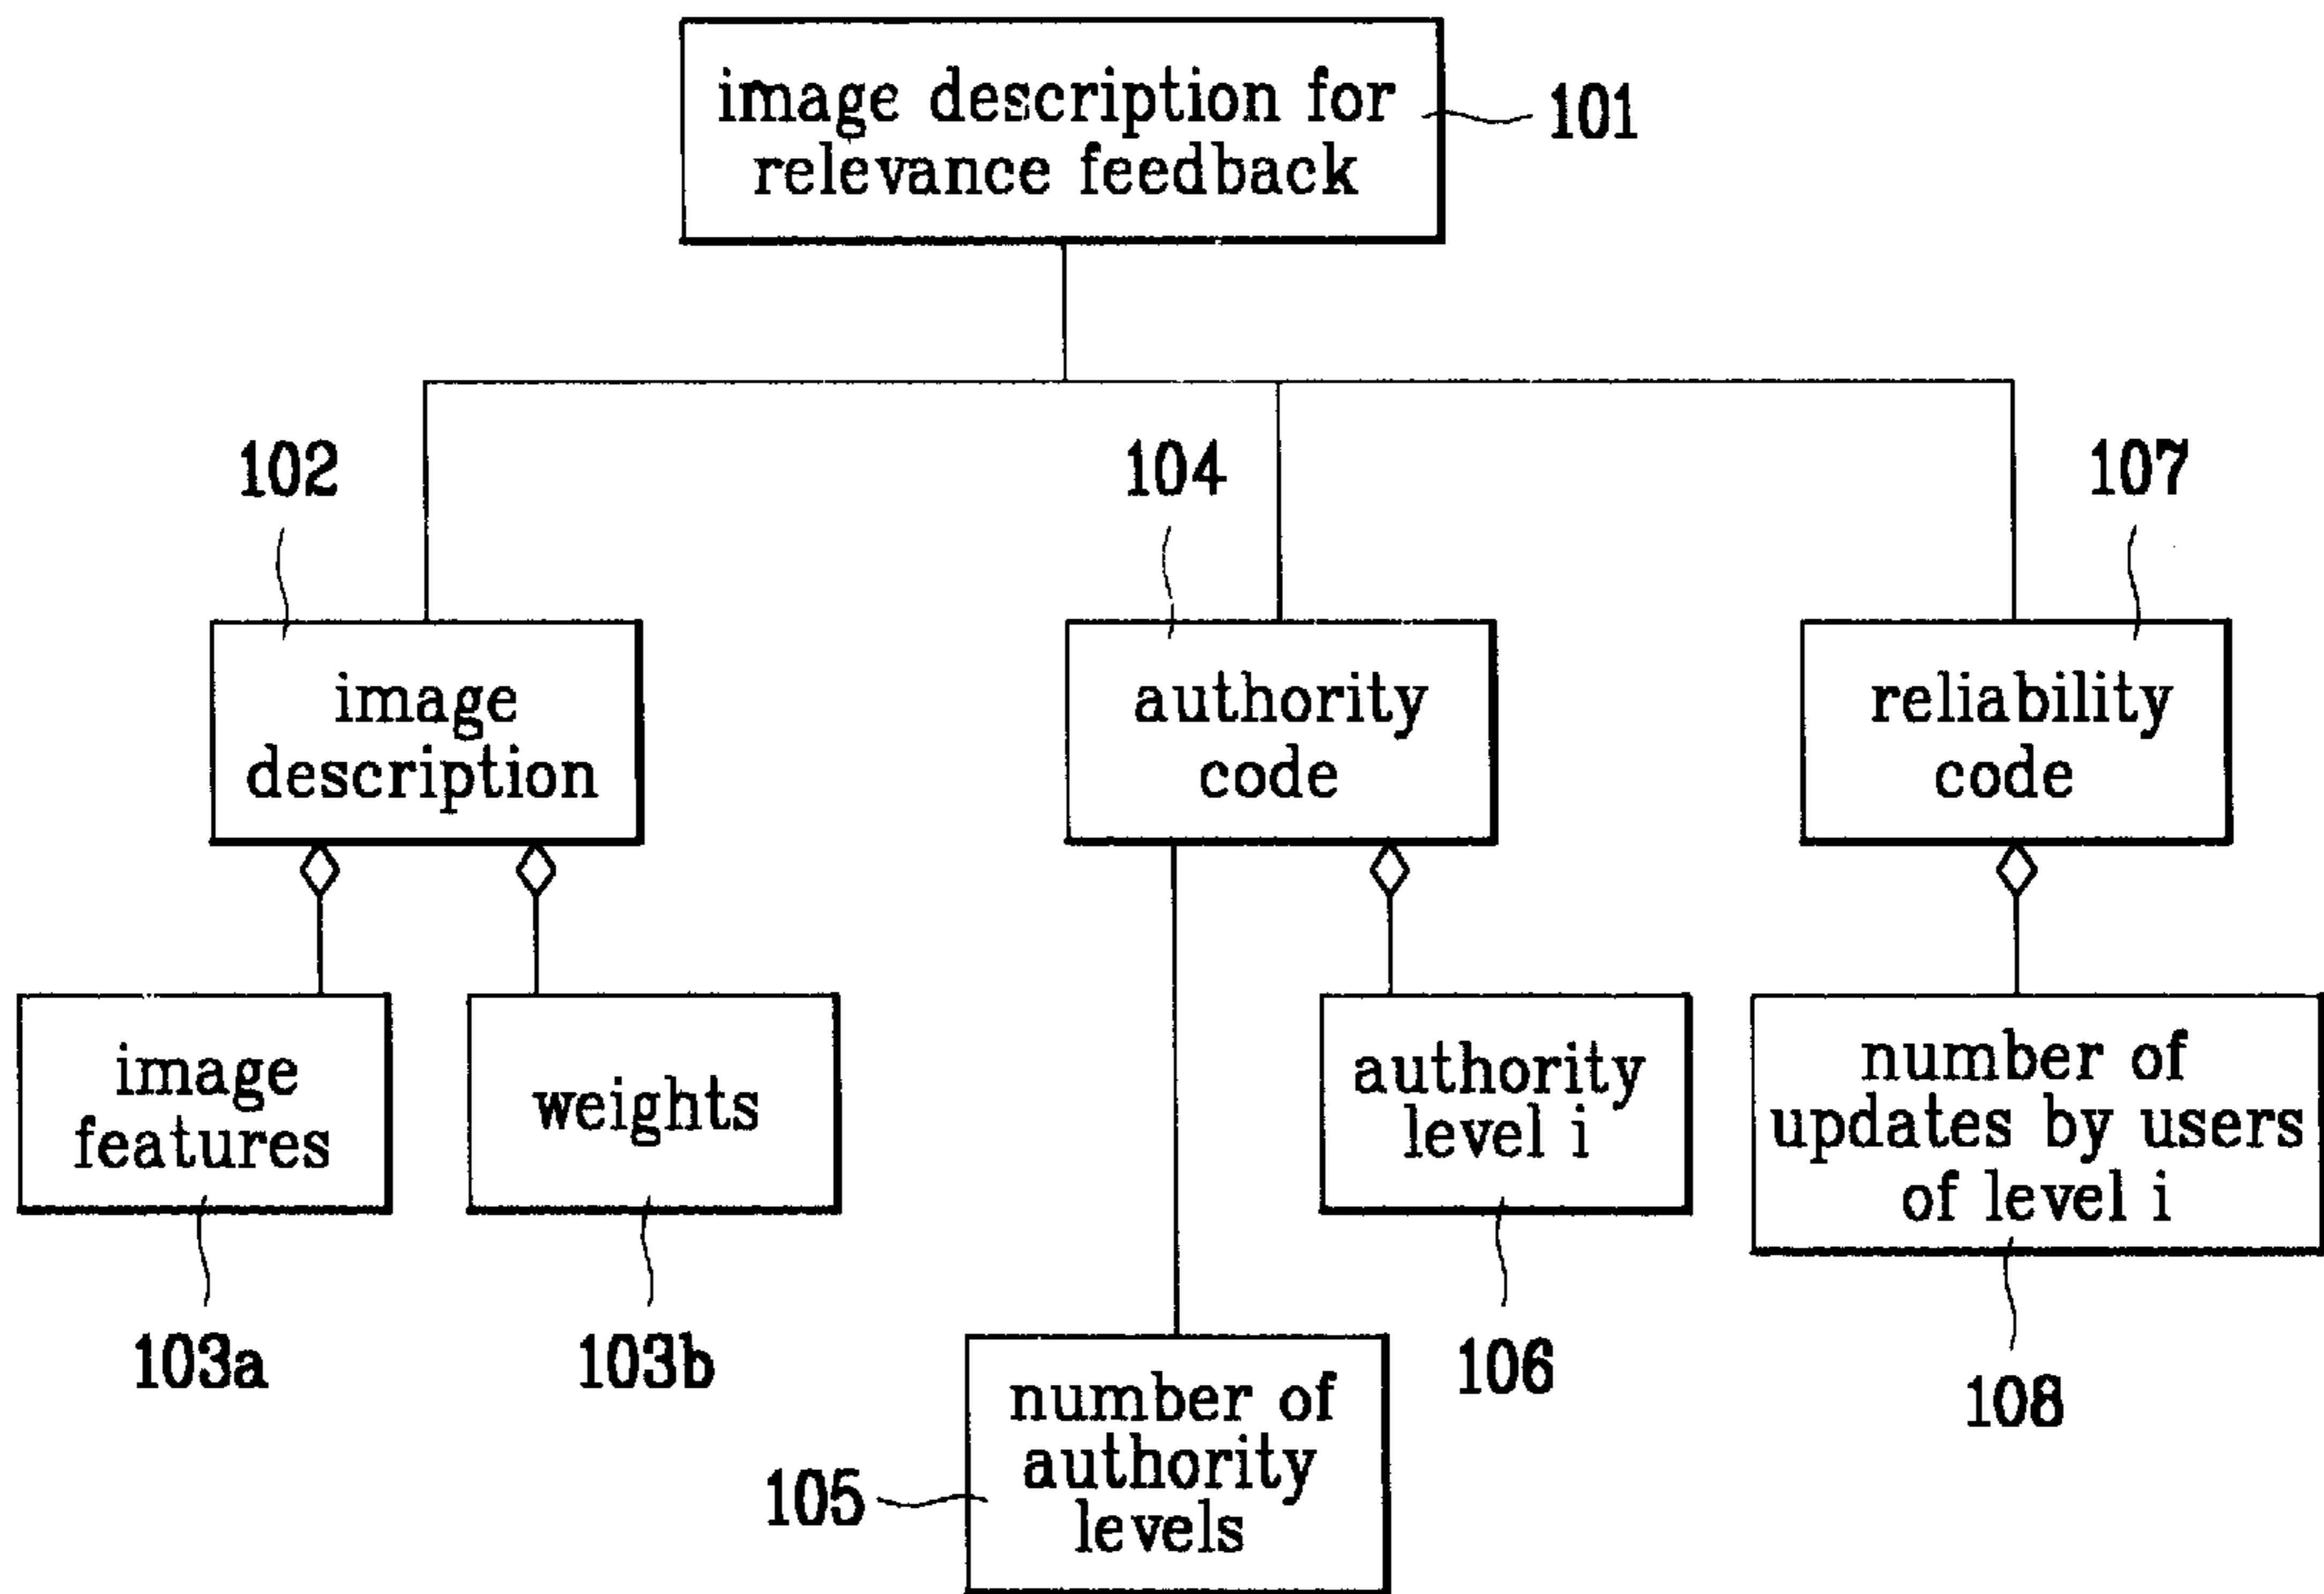 image description for
relevance feedback
101
102
104
107
image
description
authority
code
reliability
code
image
features
weights
authority
level i
number of
updates by users
of level i
103a
103b
106
108
number of
authority
levels
105